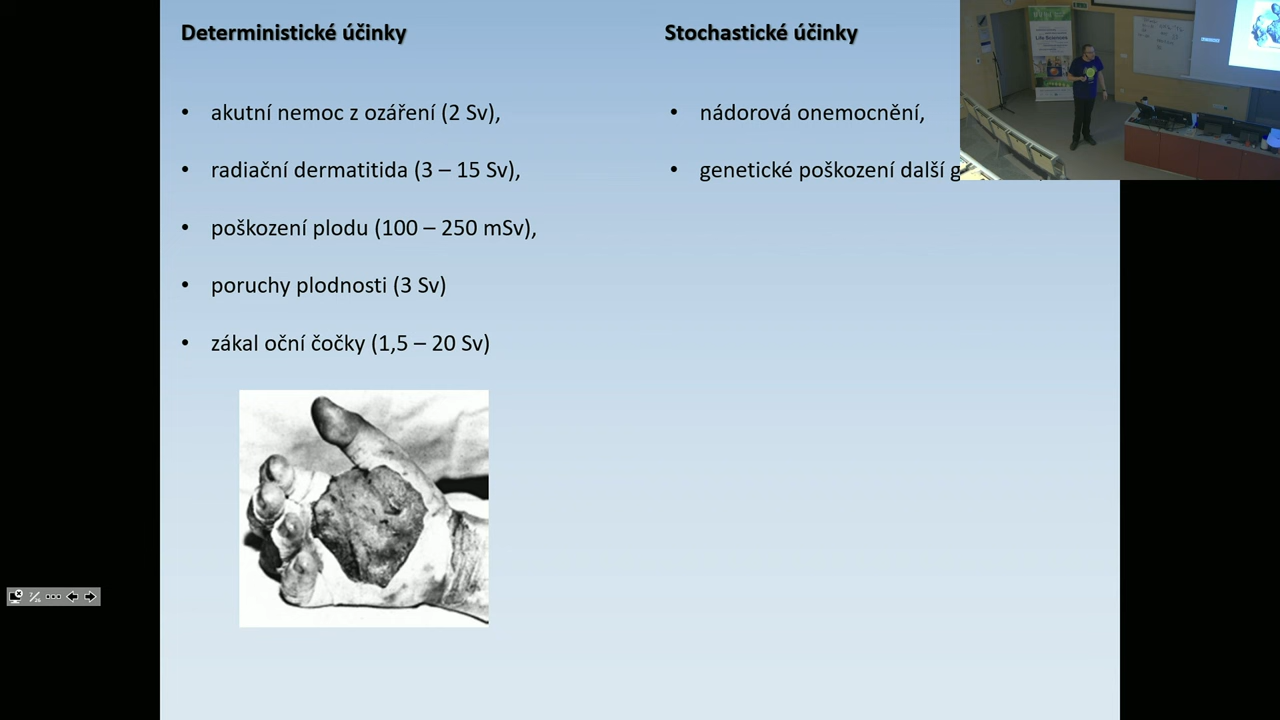 Deterministické účinky
akutní nemoc z ozáření (2 Sv),
radiační dermatitida (3 – 15 Sv),
poškození plodu (100 – 250 mSv),
poruchy plodnosti (3 Sv)
zákal oční čočky (1,5 – 20 Sv)
Stochastické účinky
nádorová onemocnění,
genetické poškození další